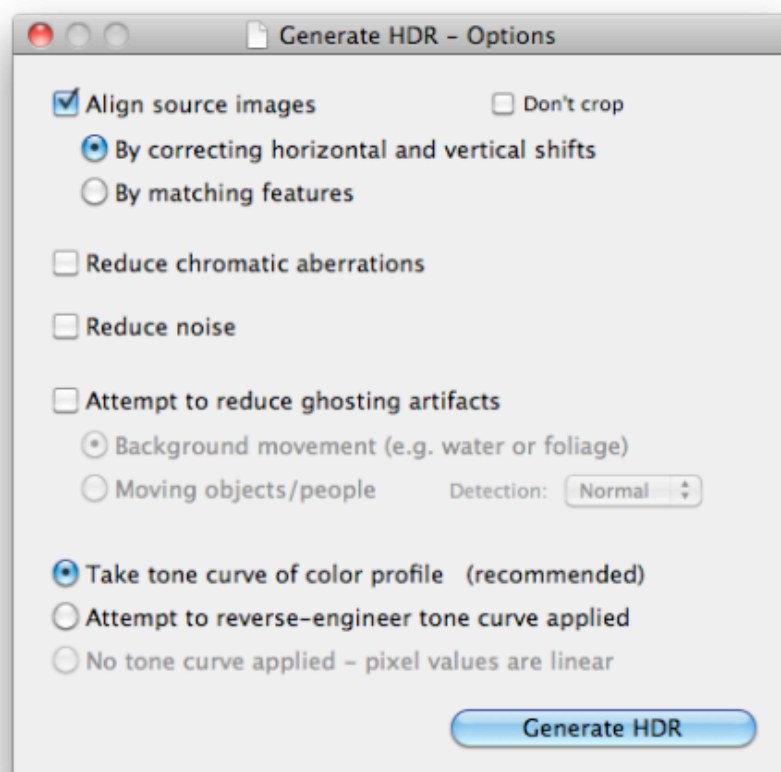 Generate HDR – Options
Align source images Don't crop
By correcting horizontal and vertical shifts
By matching features
Reduce chromatic aberrations
Reduce noise
Attempt to reduce ghosting artifacts
Background movement (e.g. water or foliage)
Moving objects/people Detection: Normal
Take tone curve of color profile (recommended)
Attempt to reverse-engineer tone curve applied
No tone curve applied – pixel values are linear
Generate HDR